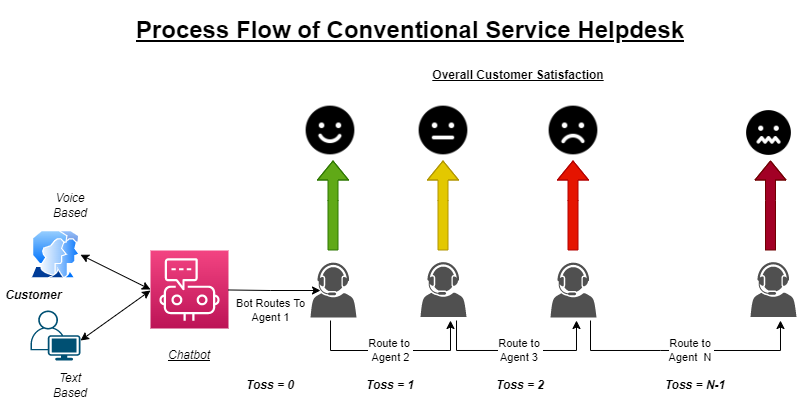 Process Flow of Conventional Service Helpdesk
Overall Customer Satisfaction
Voice
Based
Customer
Text
Based
Chatbot
Bot Routes To
Agent 1
Route to
Agent 2
Route to
Agent 3
Route to
Agent N
Toss = 0
Toss = 1
Toss = 2
Toss = N-1